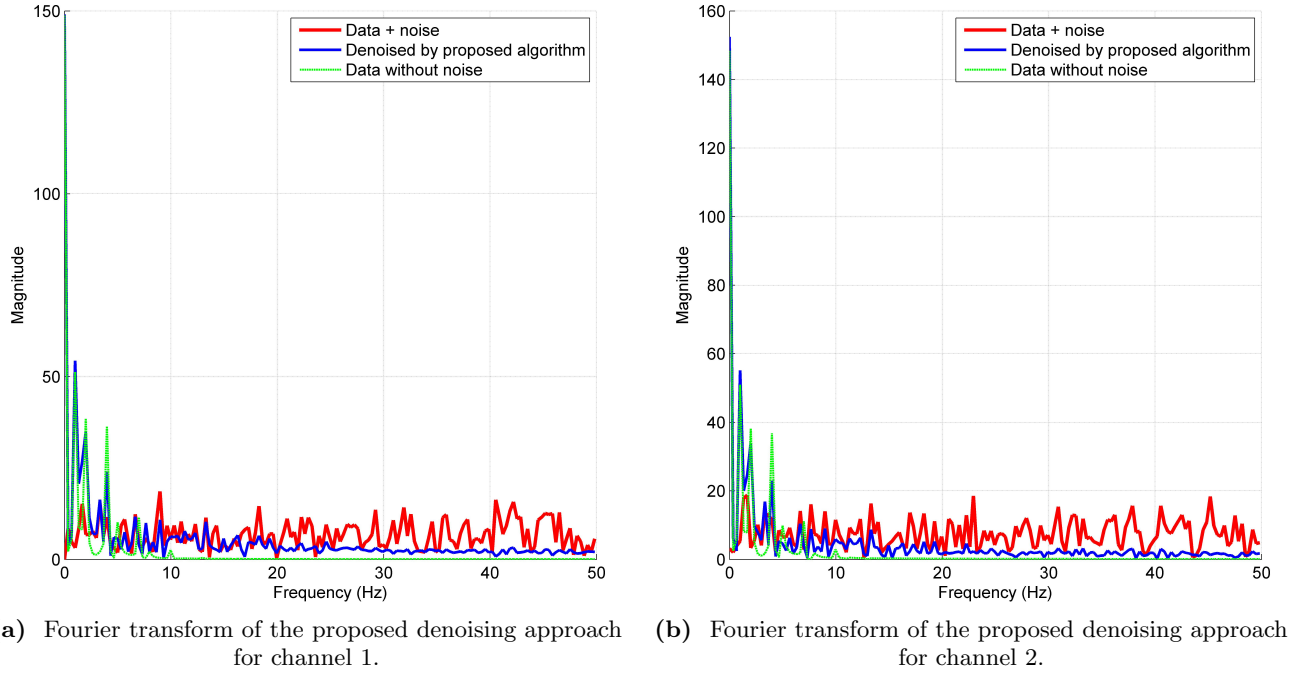 150
100
50
0
Magnitude
Data + noise
Denoised by proposed algorithm
Data without noise
0 10 20 30 40 50
Frequency (Hz)
a) Fourier transform of the proposed denoising approach
for channel 1.
160
140
120
100
80
60
40
20
0
Magnitude
Data + noise
Denoised by proposed algorithm
Data without noise
0 10 20 30 40 50
Frequency (Hz)
(b) Fourier transform of the proposed denoising approach
for channel 2.